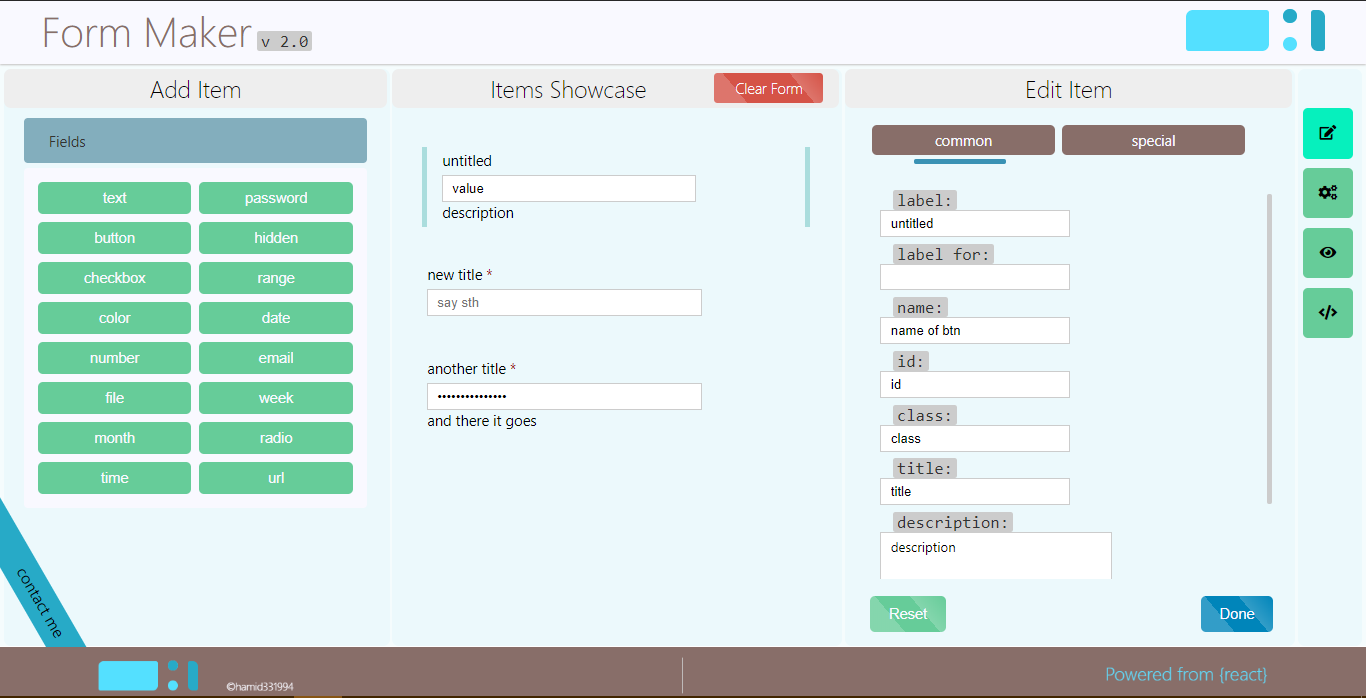 Form Maker v 2.0
Add Item
Fields
text password
button hidden
checkbox range
color date
number email
file week
month radio
time url
contact me
Items Showcase Clear Form
untitled
value
description
new title *
say sth
another title *
•••••••••••••••
and there it goes
Edit Item
common special
label:
untitled
label for:
name:
name of btn
id:
id
class:
class
title:
title
description:
description
Reset Done
©hamid331994
Powered from {react}